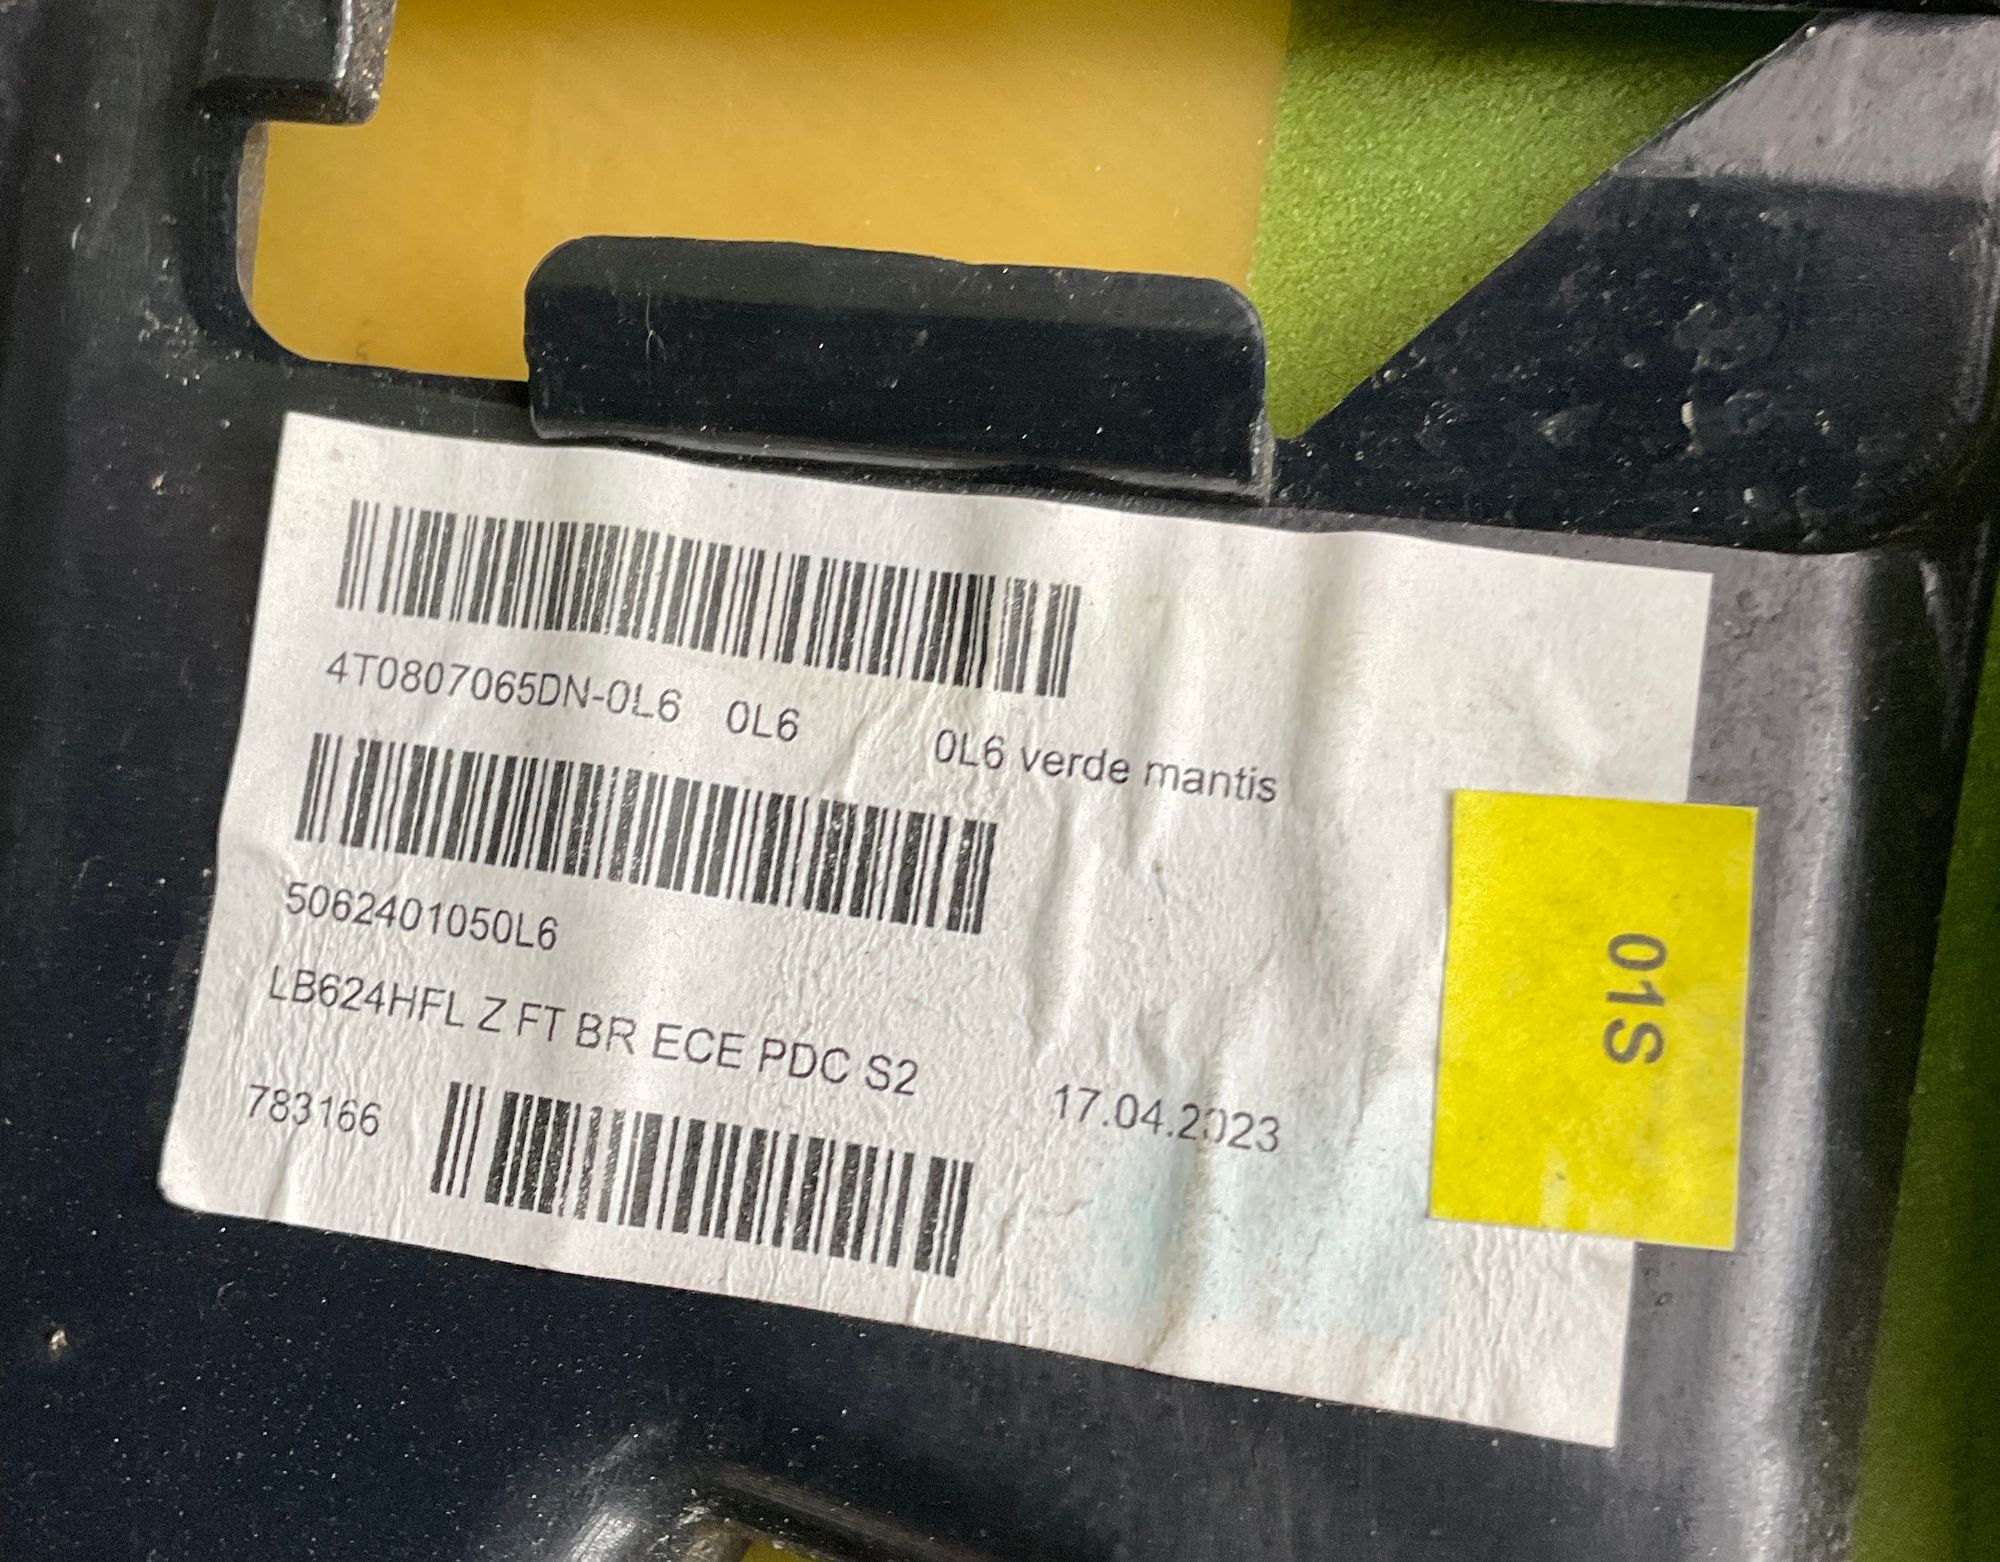 4T0807065DN-0L6 0L6 0L6 verde mantis
5062401050L6
LB624HFL Z FT BR ECE PDC S2
783166 17.04.2023
01S